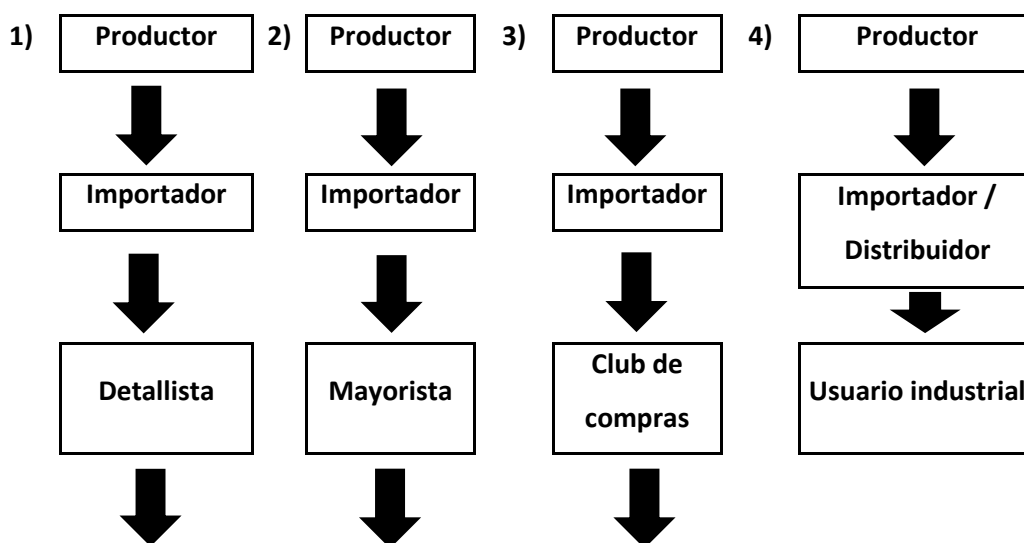 1) Productor 2) Productor 3) Productor 4) Productor
Importador Importador Importador Importador /
Distribuidor
Detallista Mayorista Club de
compras Usuario industrial